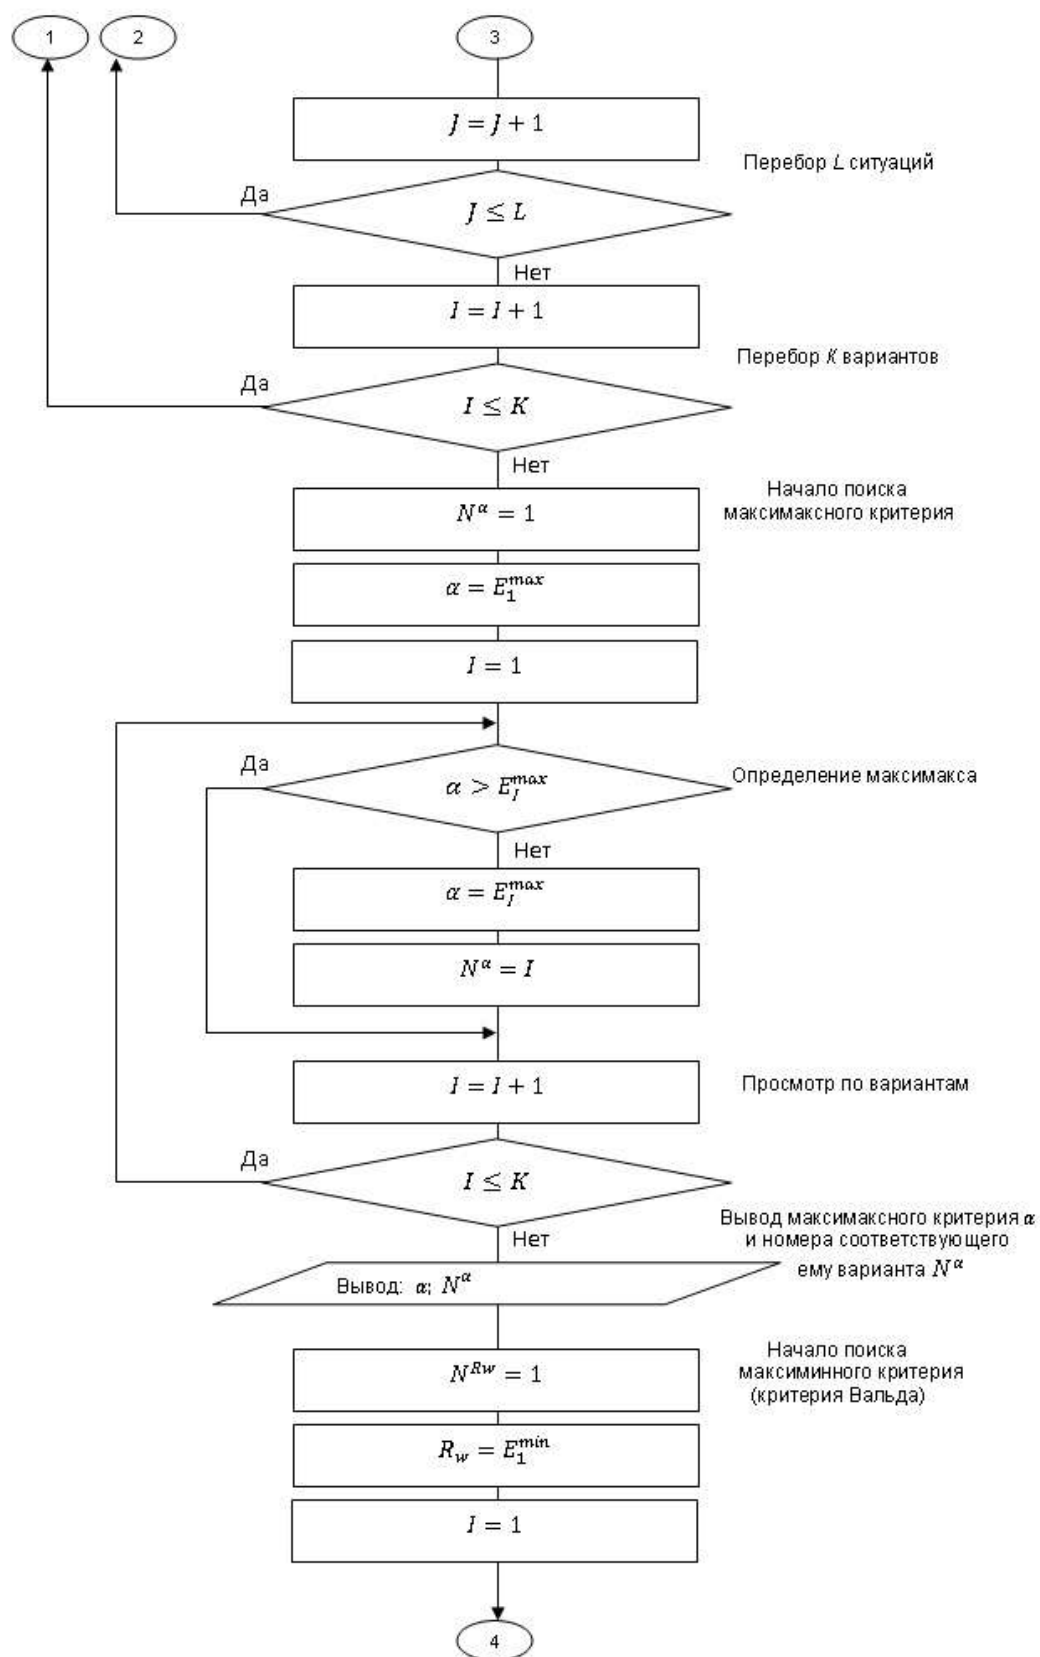 1
2
3
J = J + 1
Перебор L ситуаций
Да
J ≤ L
Нет
I = I + 1
Перебор K вариантов
Да
I ≤ K
Нет
Начало поиска
максимаксного критерия
N^α = 1
α = E_1^{max}
I = 1
Да
α > E_I^{max}
Определение максимакса
Нет
α = E_I^{max}
N^α = I
I = I + 1
Просмотр по вариантам
Да
I ≤ K
Нет
Вывод максимаксного критерия α
и номера соответствующего
ему варианта N^α
Вывод: α; N^α
Начало поиска
максиминного критерия
(критерия Вальда)
N^{Rw} = 1
R_w = E_1^{min}
I = 1
4